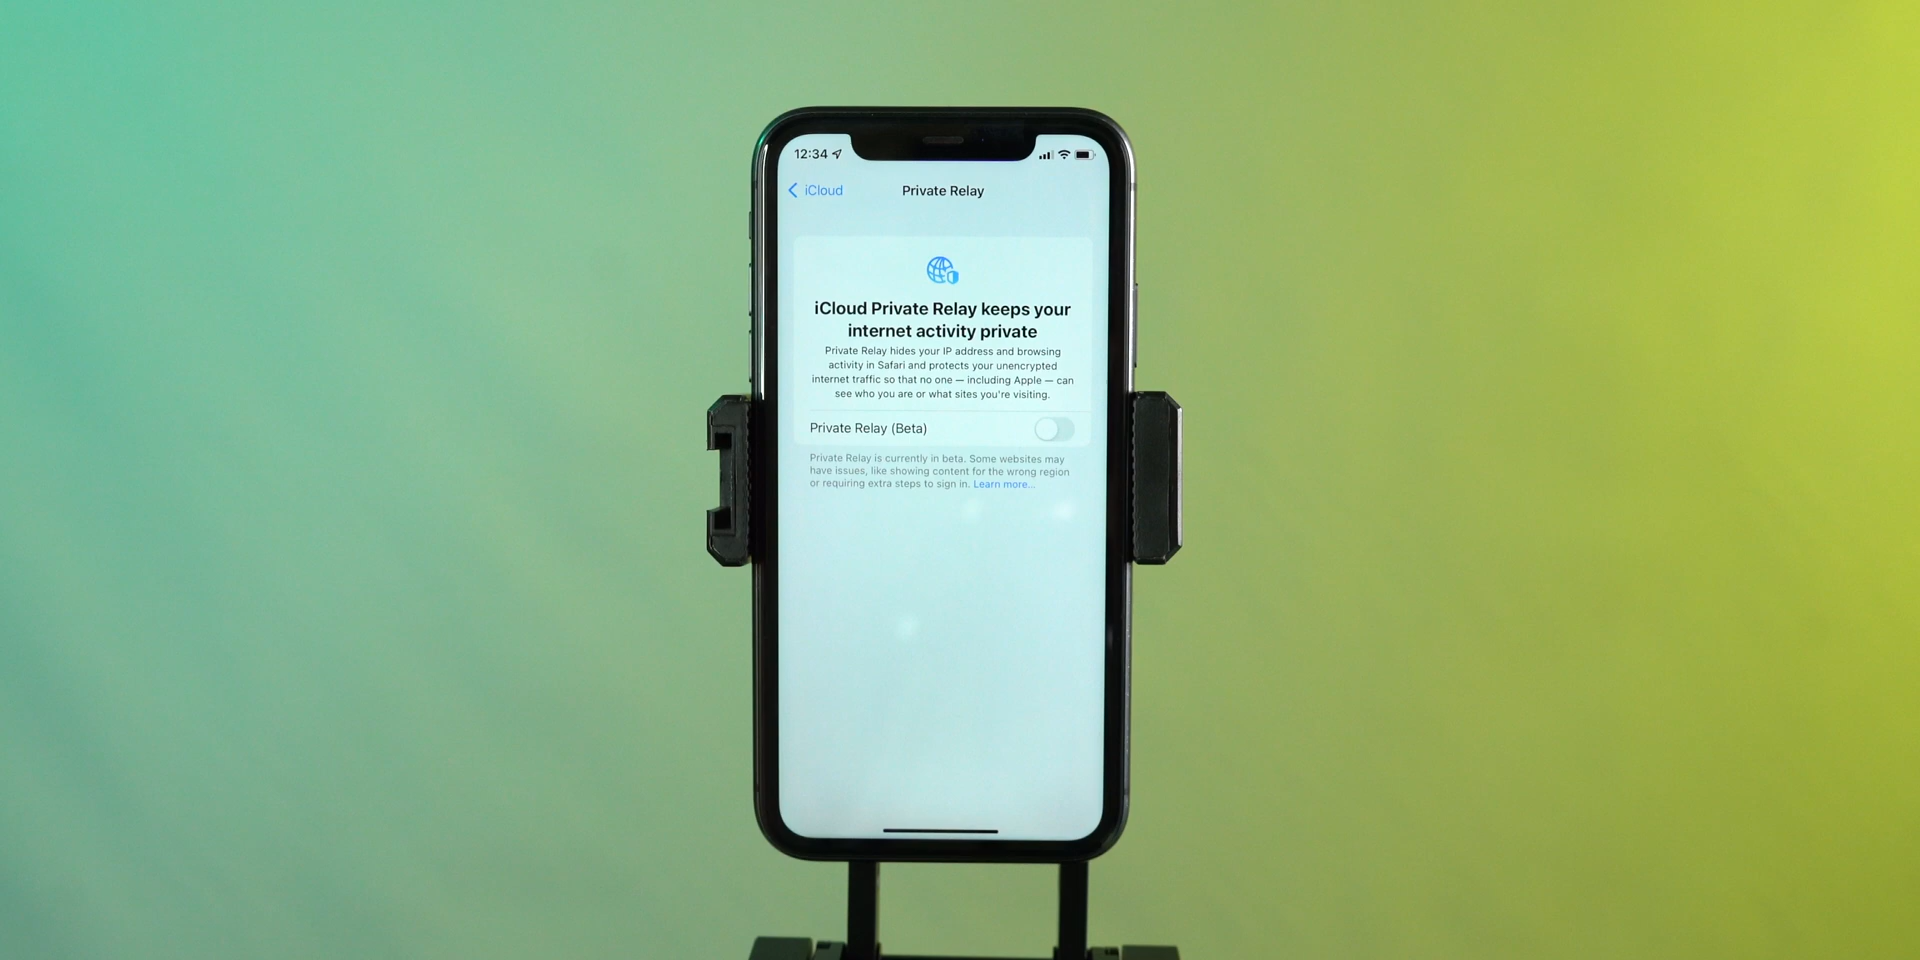 12:34
iCloud
Private Relay
iCloud Private Relay keeps your
internet activity private
Private Relay hides your IP address and browsing
activity in Safari and protects your unencrypted
internet traffic so that no one — including Apple — can
see who you are or what sites you're visiting.
Private Relay (Beta)
Private Relay is currently in beta. Some websites may
have issues, like showing content for the wrong region
or requiring extra steps to sign in. Learn more...